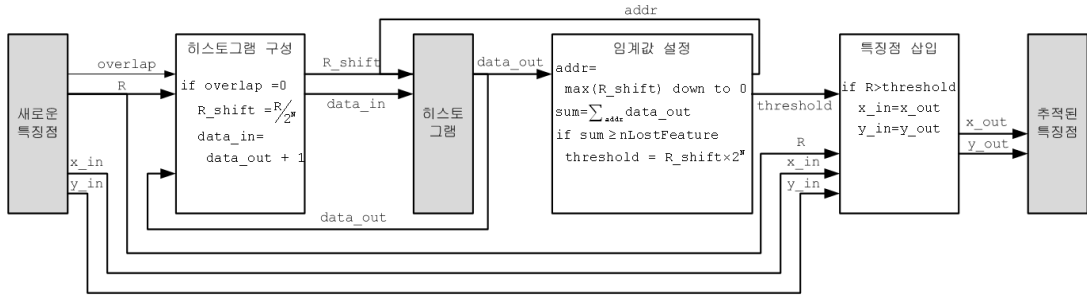 addr
히스토그램 구성
임계값 설정
특징점 삽입
overlap
R
R_shift
data_in
data_out
threshold
새로운
특징점
if overlap =0
R_shift =R/2^N
data_in=
data_out + 1
히스토
그램
addr=
max(R_shift) down to 0
sum=∑addr data_out
if sum≥nLostFeature
threshold = R_shift×2^N
if R>threshold
x_in=x_out
y_in=y_out
x_out
y_out
추적된
특징점
x_in
y_in
data_out
R
x_in
y_in